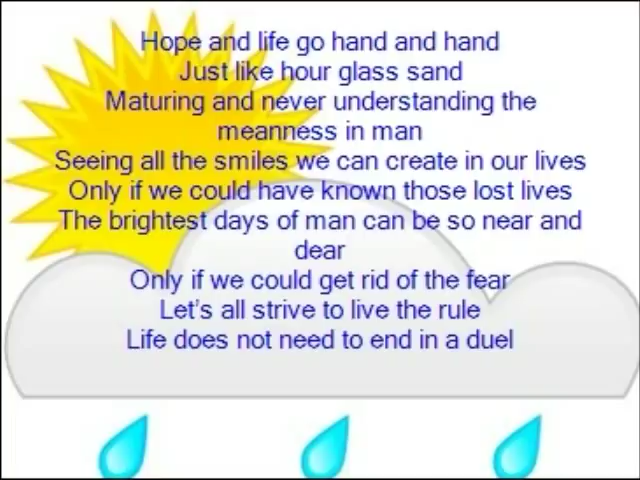 Hope and life go hand and hand
Just like hour glass sand
Maturing and never understanding the
meanness in man
Seeing all the smiles we can create in our lives
Only if we could have known those lost lives
The brightest days of man can be so near and
dear
Only if we could get rid of the fear
Let’s all strive to live the rule
Life does not need to end in a duel